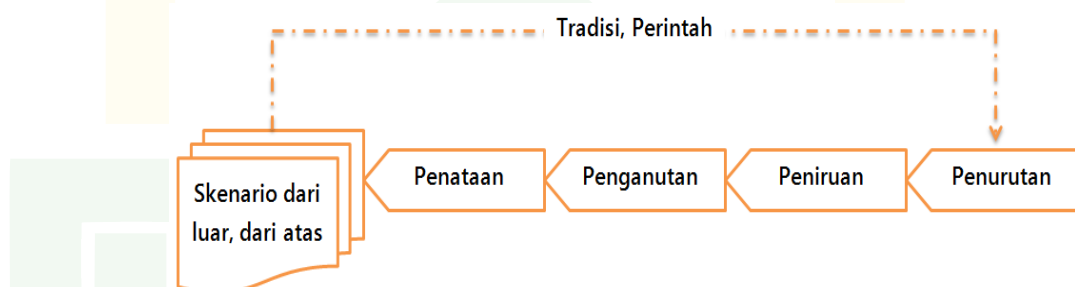 Tradisi, Perintah
Skenario dari
luar, dari atas
Penataan
Penganutan
Peniruan
Penurutan